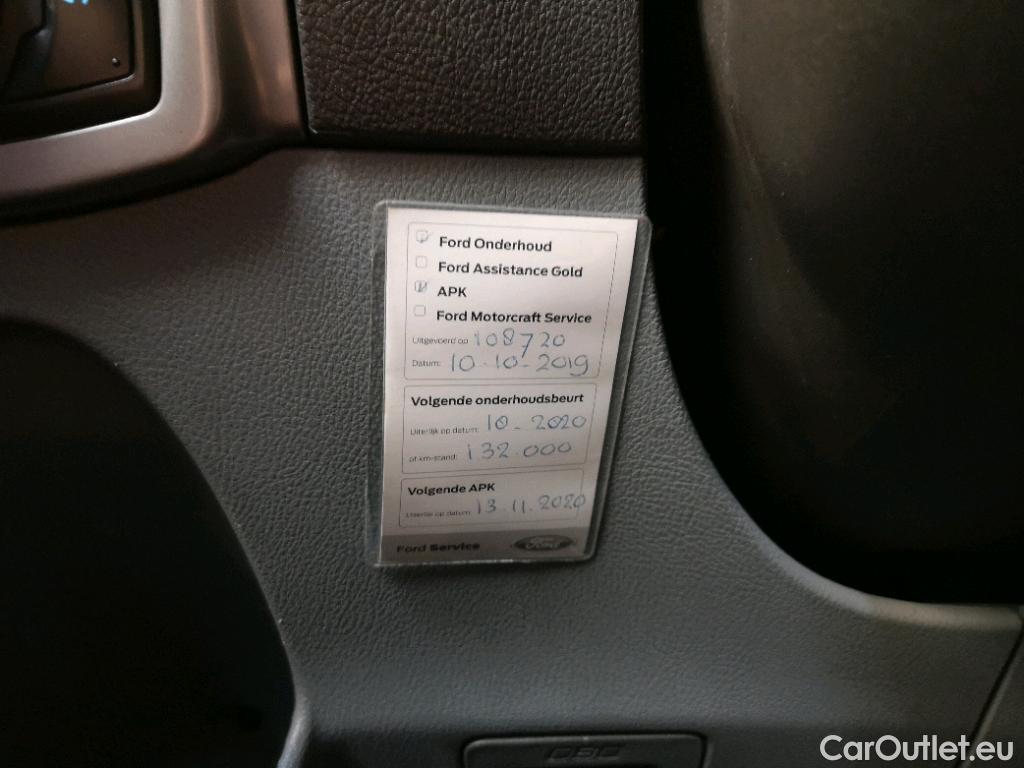 Ford Onderhoud
Ford Assistance Gold
APK
Ford Motorcraft Service
Uitgevoerd op 108720
Datum: 10-10-2019
Volgende onderhoudsbeurt
Uiterlijk op datum: 10-2020
of km-stand: 132.000
Volgende APK
Uiterlijk op datum: 13.11.2020
Ford Service Ford
CarOutlet.eu